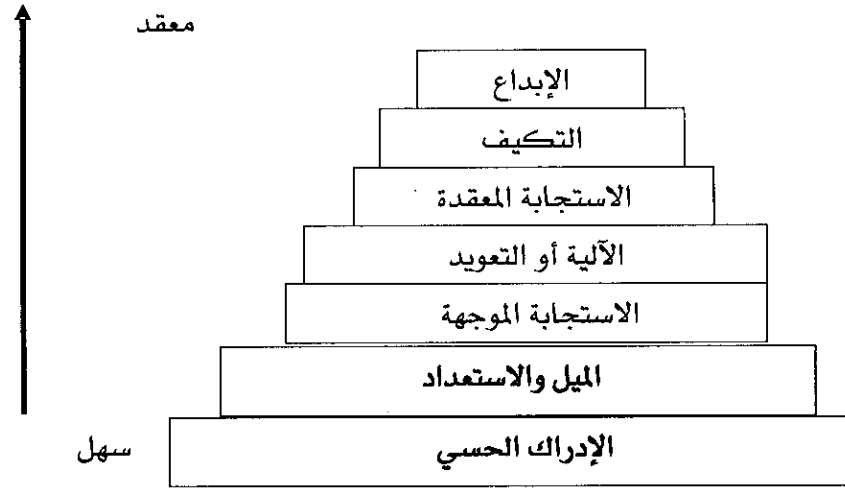 معقد
الإبداع
التكيف
الاستجابة المعقدة
الآلية أو التعويد
الاستجابة الموجهة
الميل والاستعداد
الإدراك الحسي
سهل